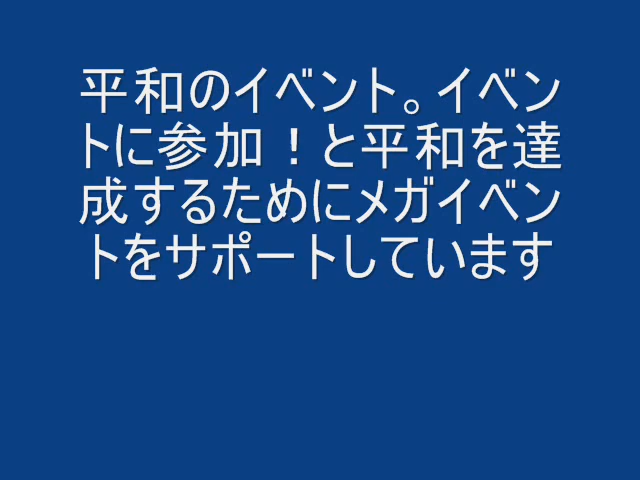 平和のイベント。イベン
トに参加！と平和を達
成するためにメガイベン
トをサポートしています